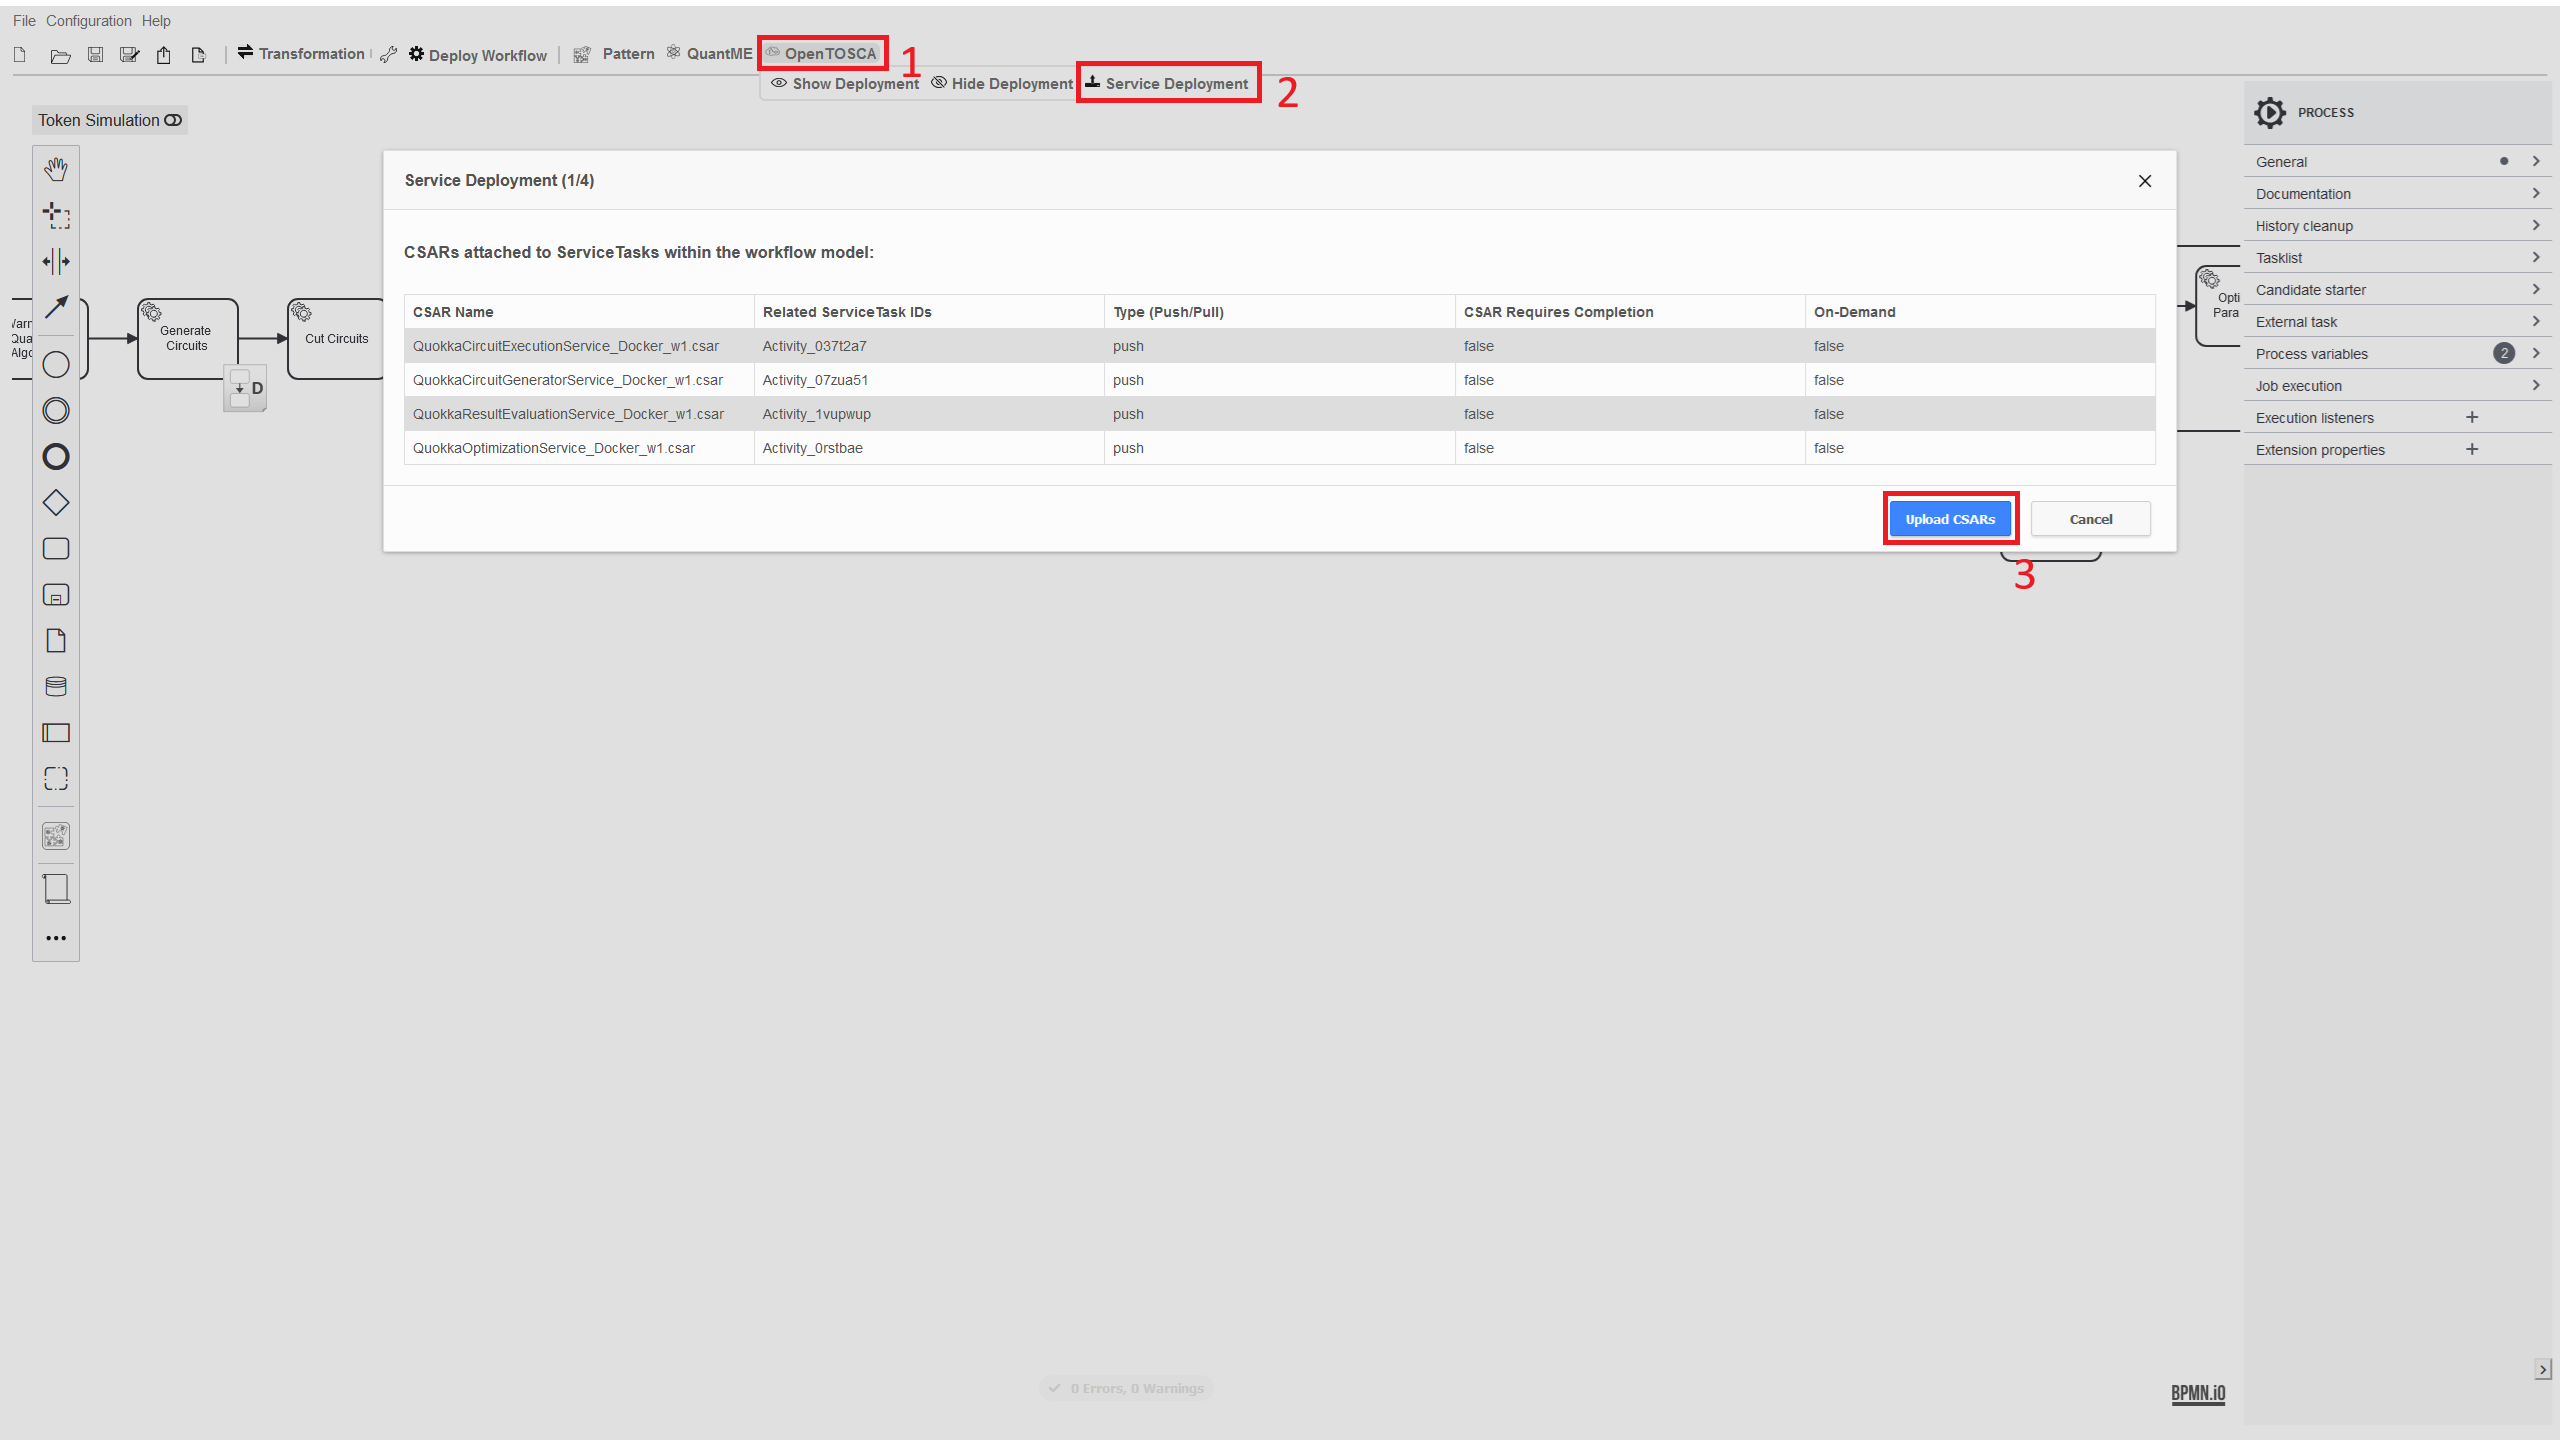 File Configuration Help
Transformation Deploy Workflow Pattern QuantME OpenTOSCA 1
Show Deployment Hide Deployment Service Deployment 2
Token Simulation
PROCESS
General
Documentation
History cleanup
Tasklist
Candidate starter
External task
Process variables 2
Job execution
Execution listeners
Extension properties
Service Deployment (1/4)
CSARs attached to ServiceTasks within the workflow model:
CSAR Name Related ServiceTask IDs Type (Push/Pull) CSAR Requires Completion On-Demand
QuokkaCircuitExecutionService_Docker_w1.csar Activity_037t2a7 push false false
QuokkaCircuitGeneratorService_Docker_w1.csar Activity_07zua51 push false false
QuokkaResultEvaluationService_Docker_w1.csar Activity_1vupwup push false false
QuokkaOptimizationService_Docker_w1.csar Activity_0rstbae push false false
Upload CSARs Cancel
3
Generate
Circuits
D
Cut Circuits
Opti
Para
0 Errors, 0 Warnings
BPMN.iO